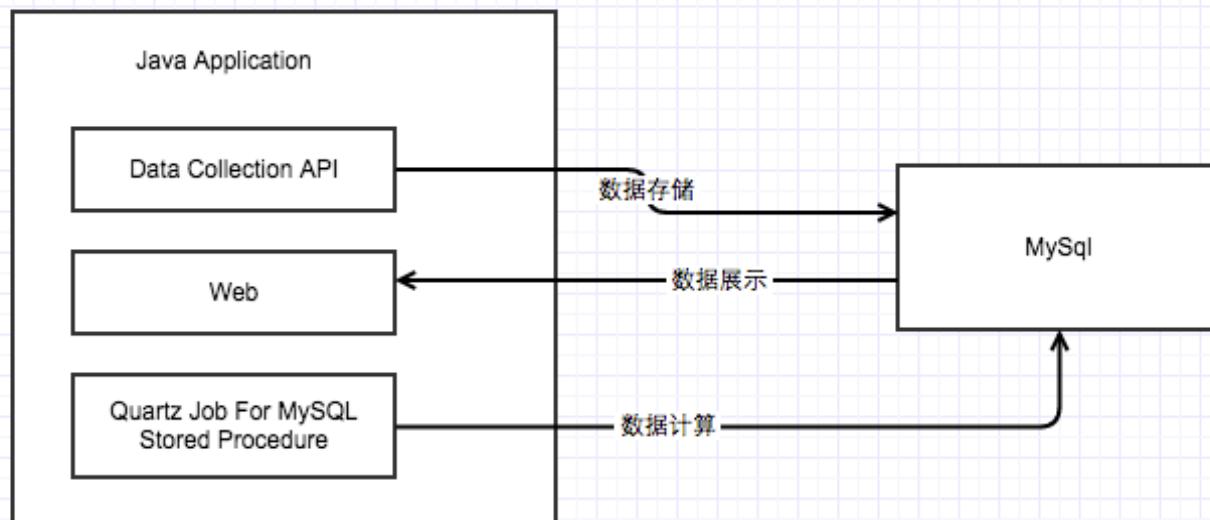 Java Application
Data Collection API
数据存储
MySql
Web
数据展示
Quartz Job For MySQL
Stored Procedure
数据计算